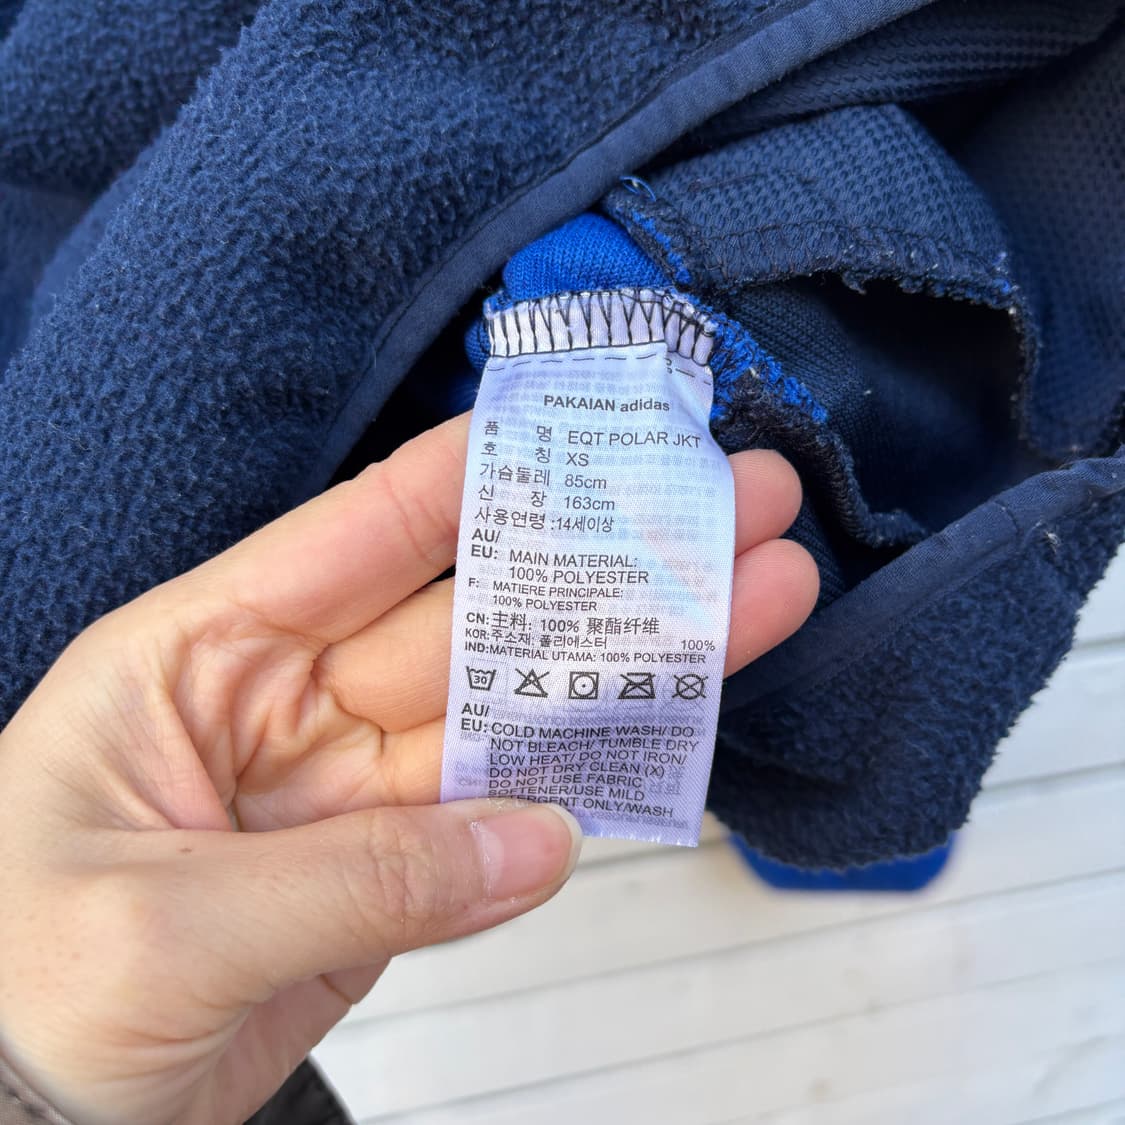 PAKAIAN adidas
품 명 EQT POLAR JKT
호 칭 XS
가슴둘레 85cm
신 장 163cm
사용연령 :14세이상
AU/
EU: MAIN MATERIAL:
100% POLYESTER
F: MATIERE PRINCIPALE:
100% POLYESTER
CN: 主料: 100% 聚酯纤维
KOR: 주소재: 폴리에스터 100%
IND:MATERIAL UTAMA: 100% POLYESTER
30
AU/
EU: COLD MACHINE WASH/ DO
NOT BLEACH/ TUMBLE DRY
LOW HEAT/ DO NOT IRON/
DO NOT DRY CLEAN (X)
DO NOT USE FABRIC
SOFTENER/USE MILD
DETERGENT ONLY/WASH